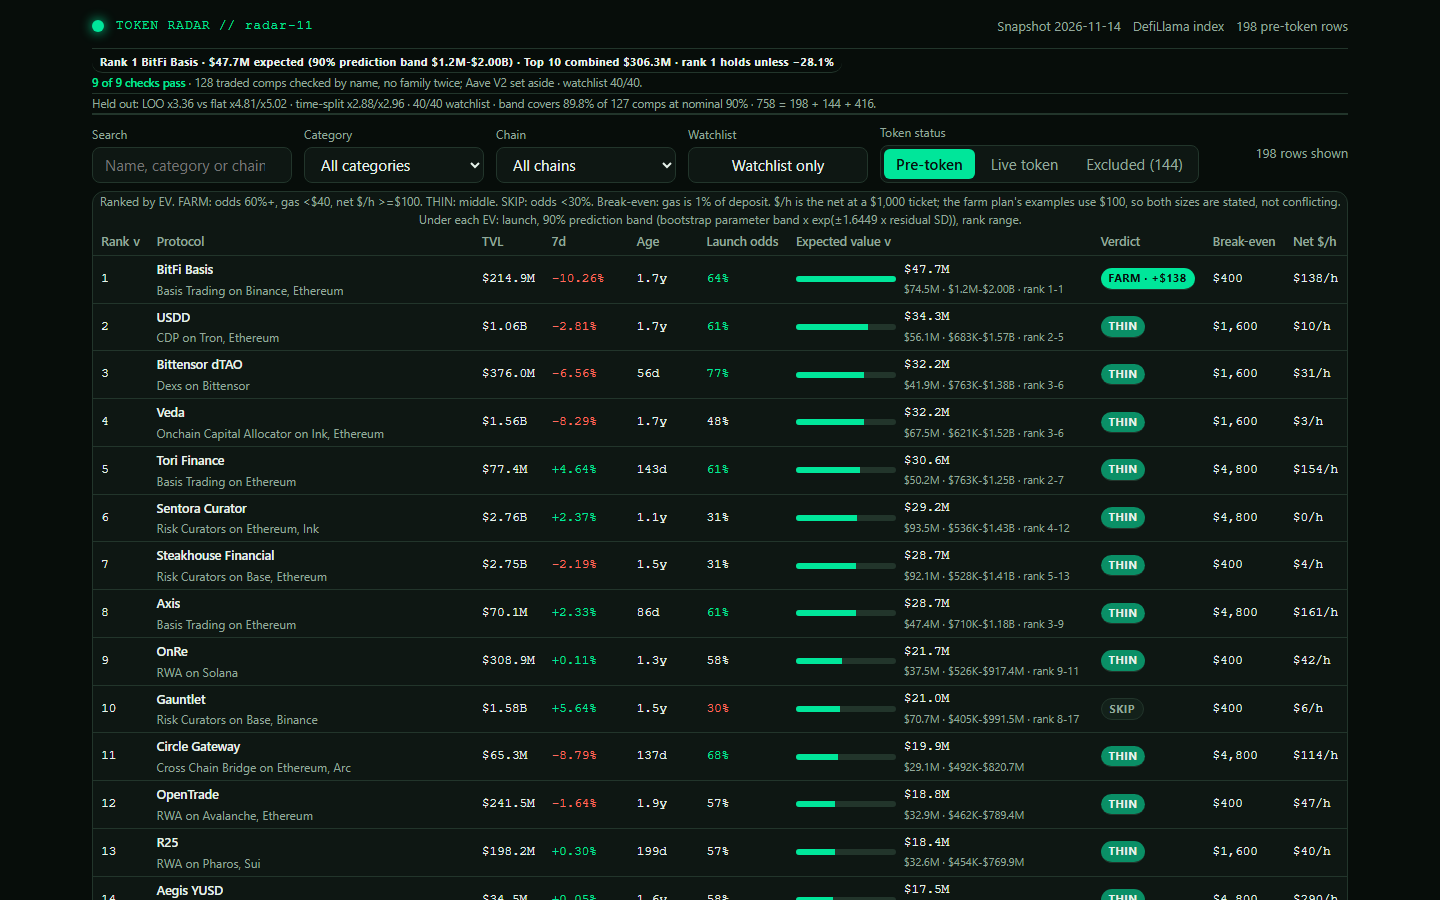 TOKEN RADAR // radar-11
Snapshot 2026-11-14 DefiLlama index 198 pre-token rows
Rank 1 BitFi Basis · $47.7M expected (90% prediction band $1.2M-$2.00B) · Top 10 combined $306.3M · rank 1 holds unless −28.1%
9 of 9 checks pass · 128 traded comps checked by name, no family twice; Aave V2 set aside · watchlist 40/40.
Held out: LOO x3.36 vs flat x4.81/x5.02 · time-split x2.88/x2.96 · 40/40 watchlist · band covers 89.8% of 127 comps at nominal 90% · 758 = 198 + 144 + 416.
Search Category Chain Watchlist Token status
Name, category or chain All categories All chains Watchlist only Pre-token Live token Excluded (144) 198 rows shown
Ranked by EV. FARM: odds 60%+, gas <$40, net $/h >=$100. THIN: middle. SKIP: odds <30%. Break-even: gas is 1% of deposit. $/h is the net at a $1,000 ticket; the farm plan's examples use $100, so both sizes are stated, not conflicting.
Under each EV: launch, 90% prediction band (bootstrap parameter band x exp(±1.6449 x residual SD)), rank range.
Rank v Protocol TVL 7d Age Launch odds Expected value v Verdict Break-even Net $/h
1 BitFi Basis $214.9M −10.26% 1.7y 64% $47.7M FARM · +$138 $400 $138/h
Basis Trading on Binance, Ethereum $74.5M · $1.2M-$2.00B · rank 1-1
2 USDD $1.06B −2.81% 1.7y 61% $34.3M THIN $1,600 $10/h
CDP on Tron, Ethereum $56.1M · $683K-$1.57B · rank 2-5
3 Bittensor dTAO $376.0M −6.56% 56d 77% $32.2M THIN $1,600 $31/h
Dexs on Bittensor $41.9M · $763K-$1.38B · rank 3-6
4 Veda $1.56B −8.29% 1.7y 48% $32.2M THIN $1,600 $3/h
Onchain Capital Allocator on Ink, Ethereum $67.5M · $621K-$1.52B · rank 3-6
5 Tori Finance $77.4M +4.64% 143d 61% $30.6M THIN $4,800 $154/h
Basis Trading on Ethereum $50.2M · $763K-$1.25B · rank 2-7
6 Sentora Curator $2.76B +2.37% 1.1y 31% $29.2M THIN $4,800 $0/h
Risk Curators on Ethereum, Ink $93.5M · $536K-$1.43B · rank 4-12
7 Steakhouse Financial $2.75B −2.19% 1.5y 31% $28.7M THIN $400 $4/h
Risk Curators on Base, Ethereum $92.1M · $528K-$1.41B · rank 5-13
8 Axis $70.1M +2.33% 86d 61% $28.7M THIN $4,800 $161/h
Basis Trading on Ethereum $47.4M · $710K-$1.18B · rank 3-9
9 OnRe $308.9M +0.11% 1.3y 58% $21.7M THIN $400 $42/h
RWA on Solana $37.5M · $526K-$917.4M · rank 9-11
10 Gauntlet $1.58B +5.64% 1.5y 30% $21.0M SKIP $400 $6/h
Risk Curators on Base, Binance $70.7M · $405K-$991.5M · rank 8-17
11 Circle Gateway $65.3M −8.79% 137d 68% $19.9M THIN $4,800 $114/h
Cross Chain Bridge on Ethereum, Arc $29.1M · $492K-$820.7M
12 OpenTrade $241.5M −1.64% 1.9y 57% $18.8M THIN $400 $47/h
RWA on Avalanche, Ethereum $32.9M · $462K-$789.4M
13 R25 $198.2M +0.30% 199d 57% $18.4M THIN $1,600 $40/h
RWA on Pharos, Sui $32.6M · $454K-$769.9M
14 Aegis YUSD $34.5M +0.05% 1.6y 58% $17.5M THIN $4,800 $290/h